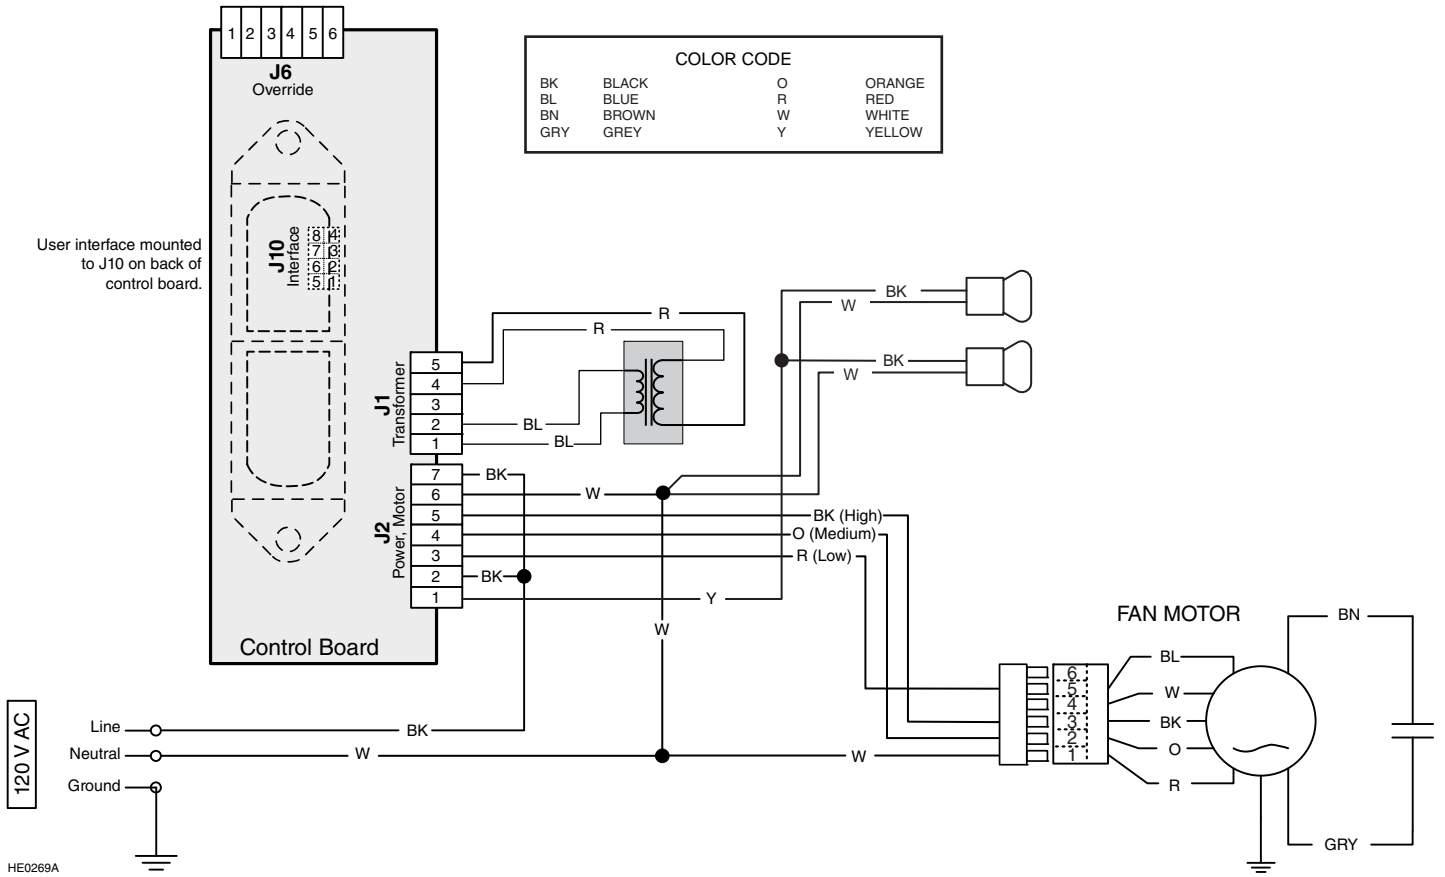 1 2 3 4 5 6
J6
Override
COLOR CODE
BK BLACK O ORANGE
BL BLUE R RED
BN BROWN W WHITE
GRY GREY Y YELLOW
User interface mounted
to J10 on back of
control board.
J10
Interface
8 4
7 3
6 2
5 1
J1
Transformer
5
4
3
2
1
R
R
BL
BL
BK
W
BK
W
J2
Power, Motor
7
6
5
4
3
2
1
BK
W
BK (High)
O (Medium)
R (Low)
BK
Y
W
Control Board
120 V AC
Line
BK
Neutral
W
W
Ground
FAN MOTOR
6
5
4
3
2
1
BL
W
BK
O
R
BN
GRY
HE0269A